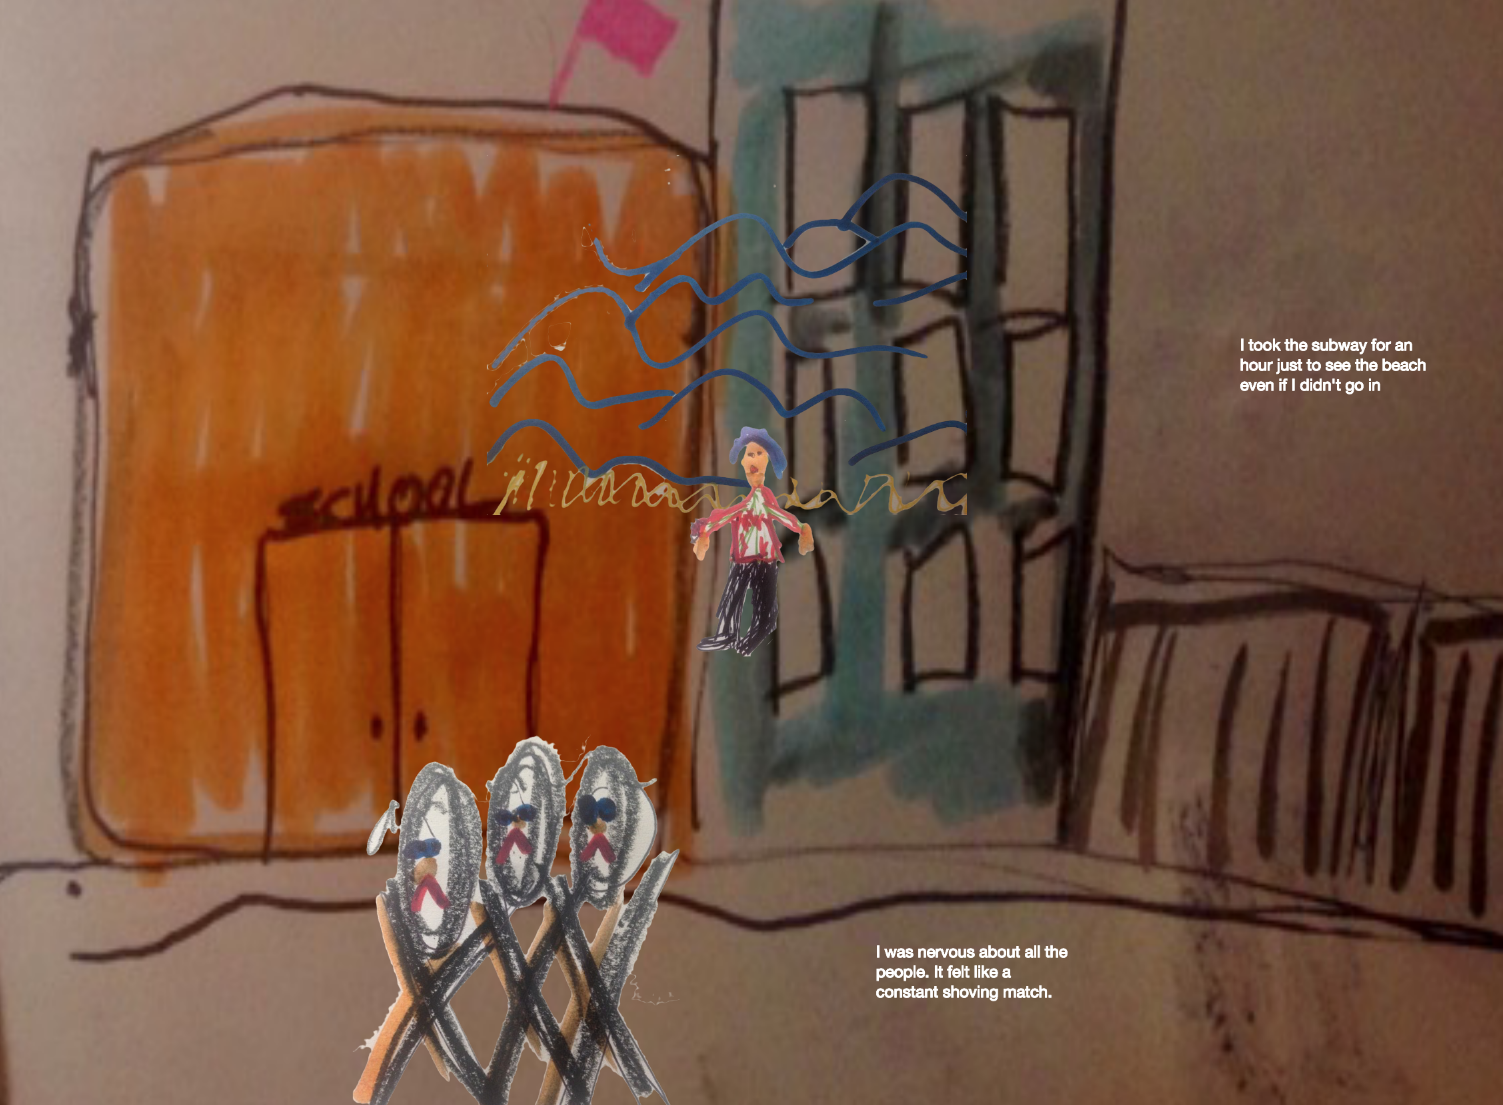 SCHOOL
I took the subway for an
hour just to see the beach
even if I didn't go in
I was nervous about all the
people. It felt like a
constant shoving match.